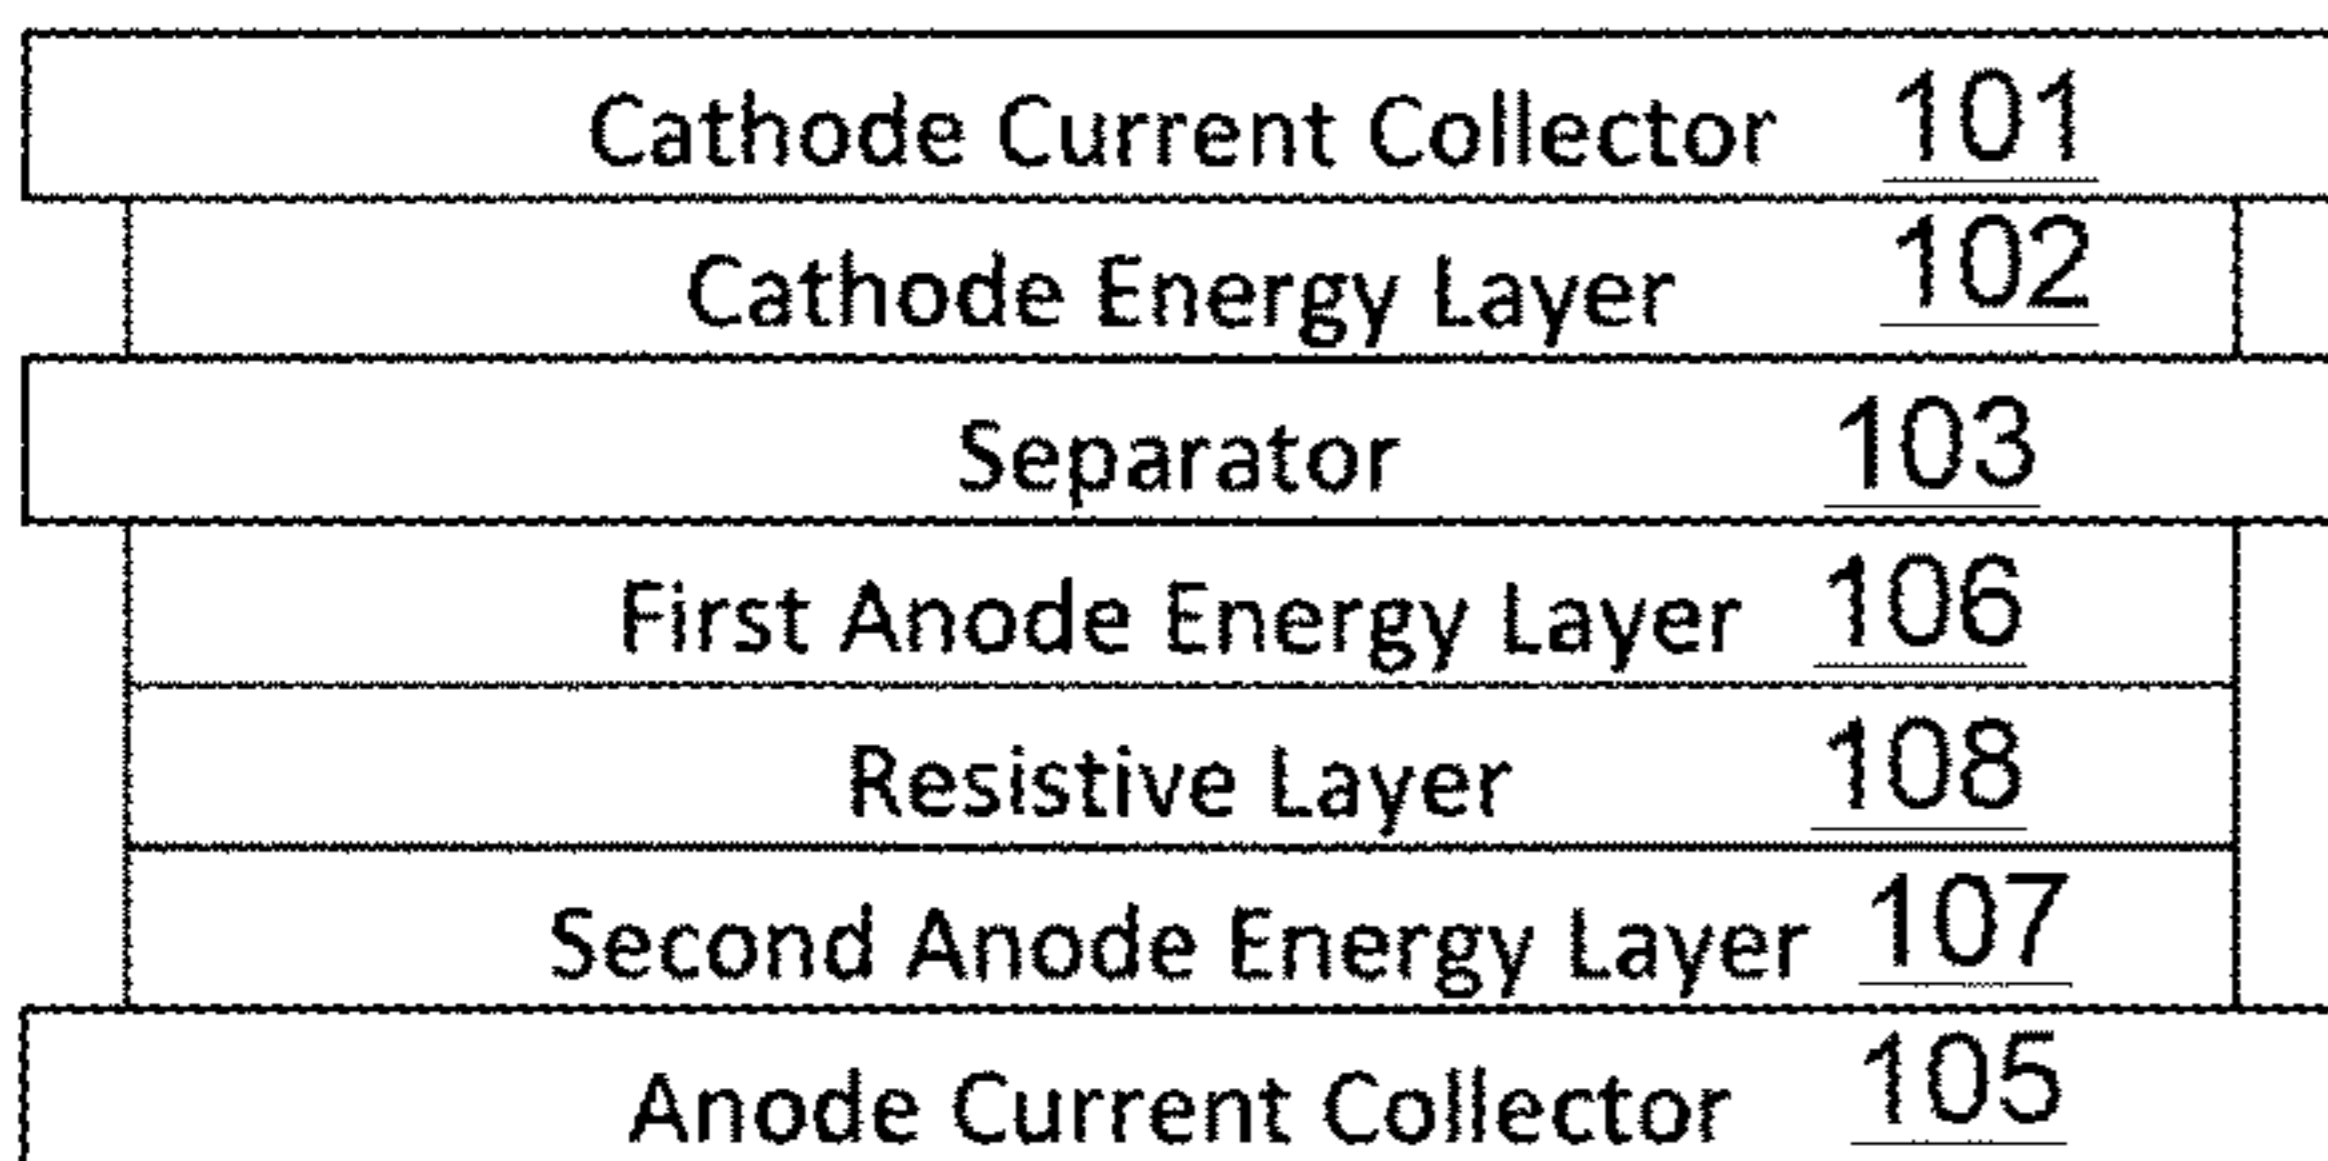 Cathode Current Collector 101
Cathode Energy Layer 102
Separator 103
First Anode Energy Layer 106
Resistive Layer 108
Second Anode Energy Layer 107
Anode Current Collector 105